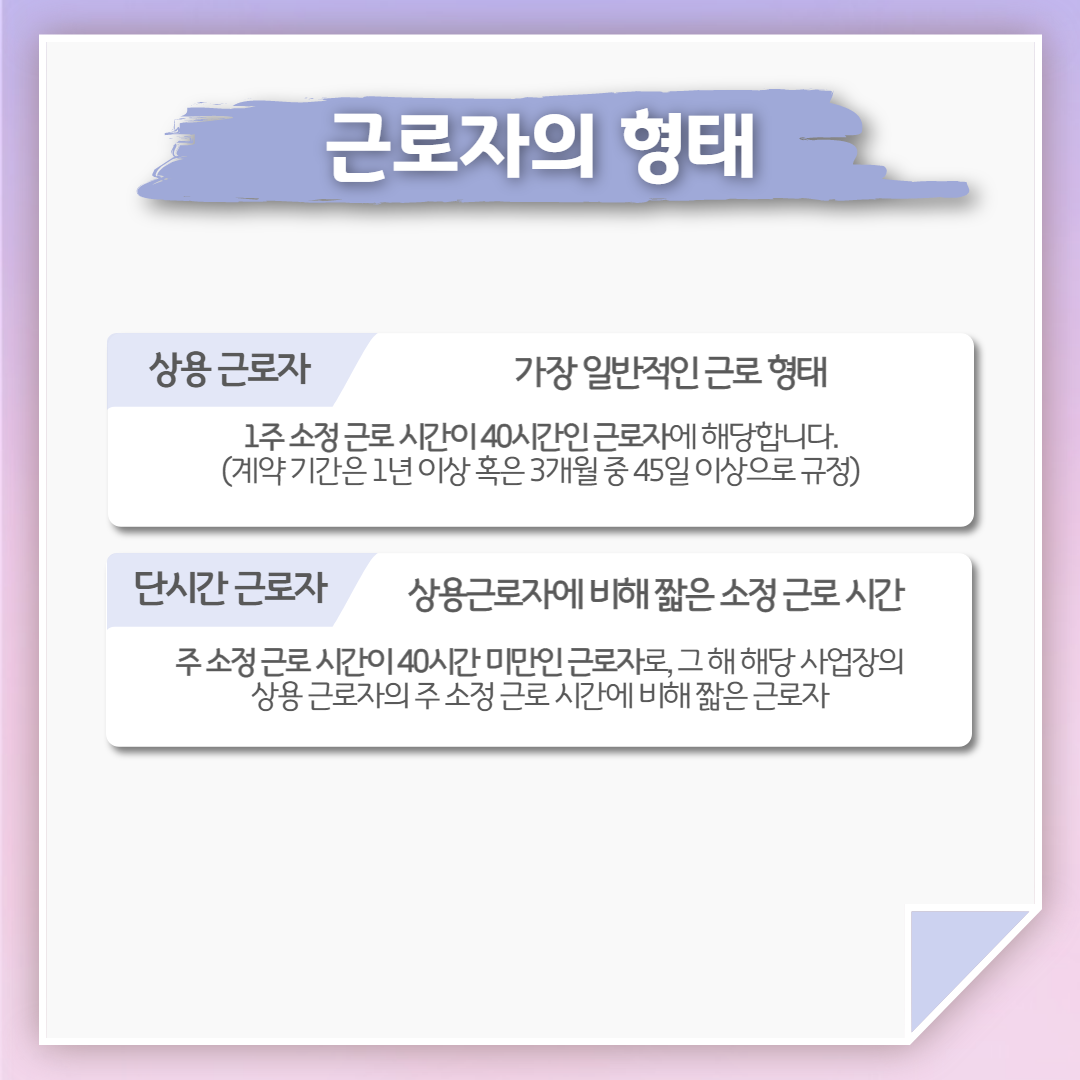 근로자의 형태
상용 근로자
가장 일반적인 근로 형태
1주 소정 근로 시간이 40시간인 근로자에 해당합니다.
(계약 기간은 1년 이상 혹은 3개월 중 45일 이상으로 규정)
단시간 근로자
상용근로자에 비해 짧은 소정 근로 시간
주 소정 근로 시간이 40시간 미만인 근로자로, 그 해 해당 사업장의
상용 근로자의 주 소정 근로 시간에 비해 짧은 근로자